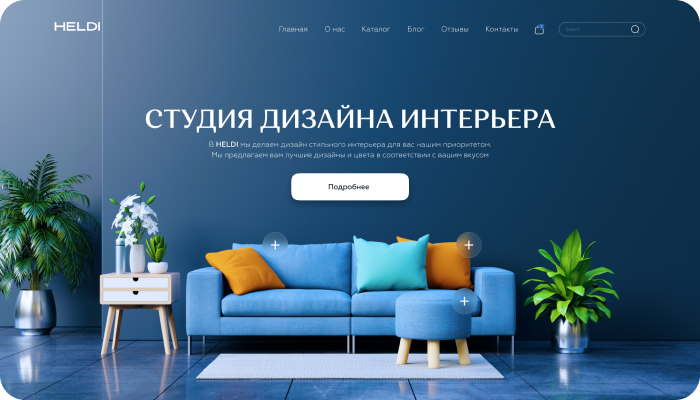 HELDI
Главная О нас Каталог Блог Отзывы Контакты
Search
СТУДИЯ ДИЗАЙНА ИНТЕРЬЕРА
В HELDI мы делаем дизайн стильного интерьера для вас нашим приоритетом.
Мы предлагаем вам лучшие дизайны и цвета в соответствии с вашим вкусом
Подробнее